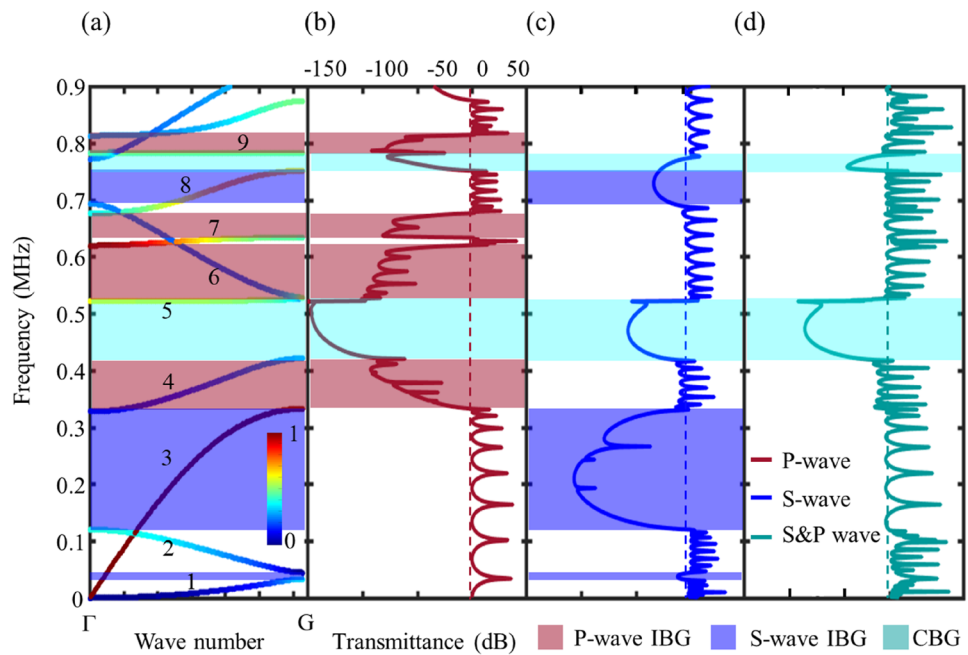 (a) (b) (c) (d)
-150 -100 -50 0 50
Frequency (MHz)
0.9
0.8
0.7
0.6
0.5
0.4
0.3
0.2
0.1
0
9
8
7
6
5
4
3
2
1
1
0
P-wave
S-wave
S&P wave
Γ Wave number G Transmittance (dB)
P-wave IBG S-wave IBG CBG